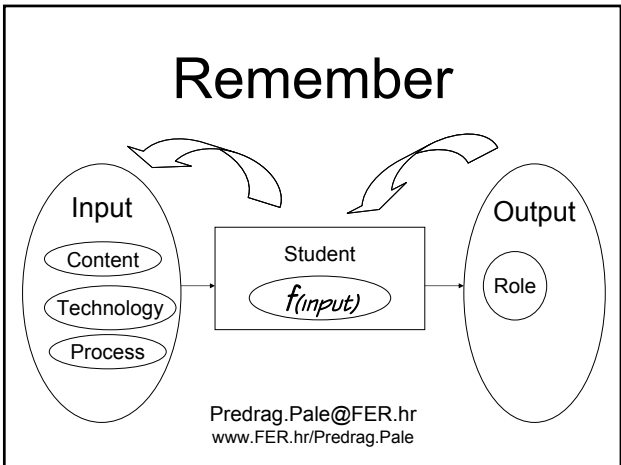 Remember
Input
Content
Technology
Process
Student
f(input)
Output
Role
Predrag.Pale@FER.hr
www.FER.hr/Predrag.Pale